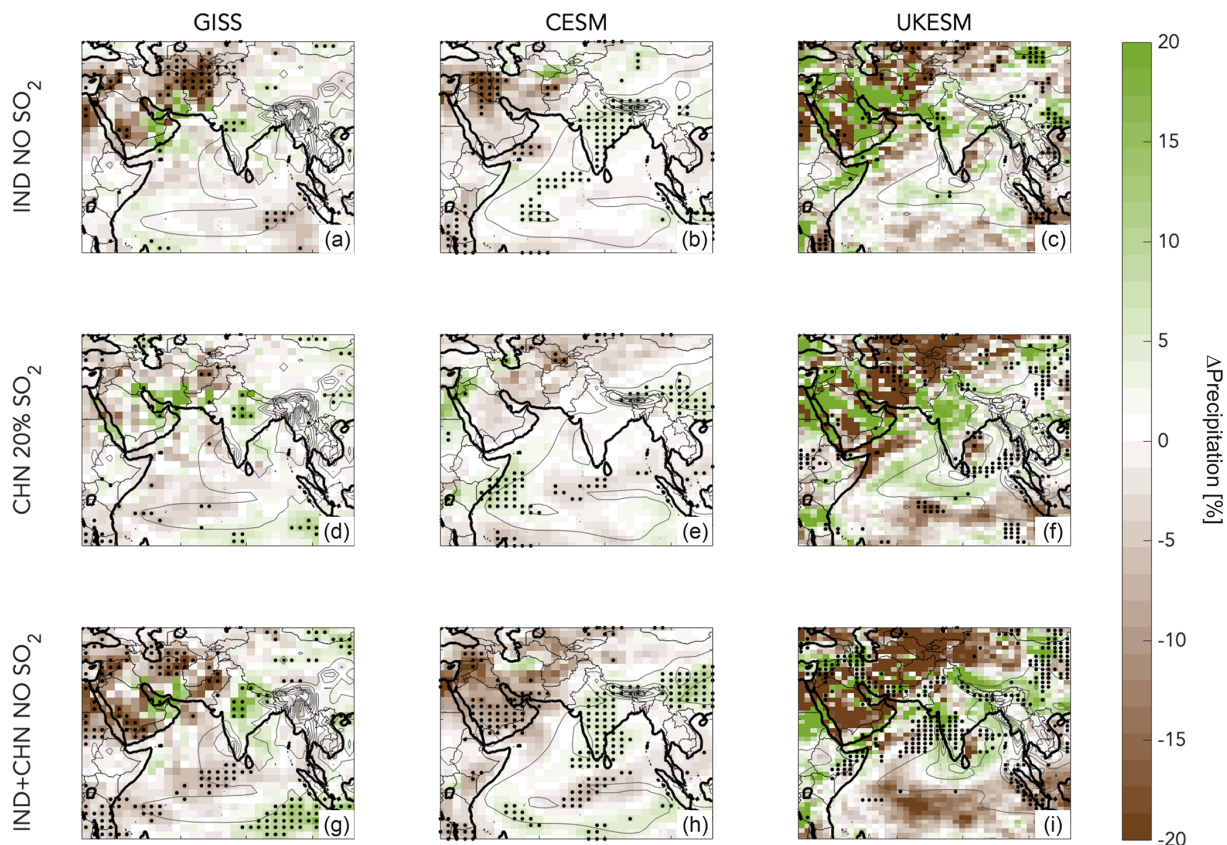 GISS CESM UKESM
IND NO SO₂
(a) (b) (c)
CHN 20% SO₂
(d) (e) (f)
IND+CHN NO SO₂
(g) (h) (i)
20
15
10
5
0
-5
-10
-15
-20
ΔPrecipitation [%]